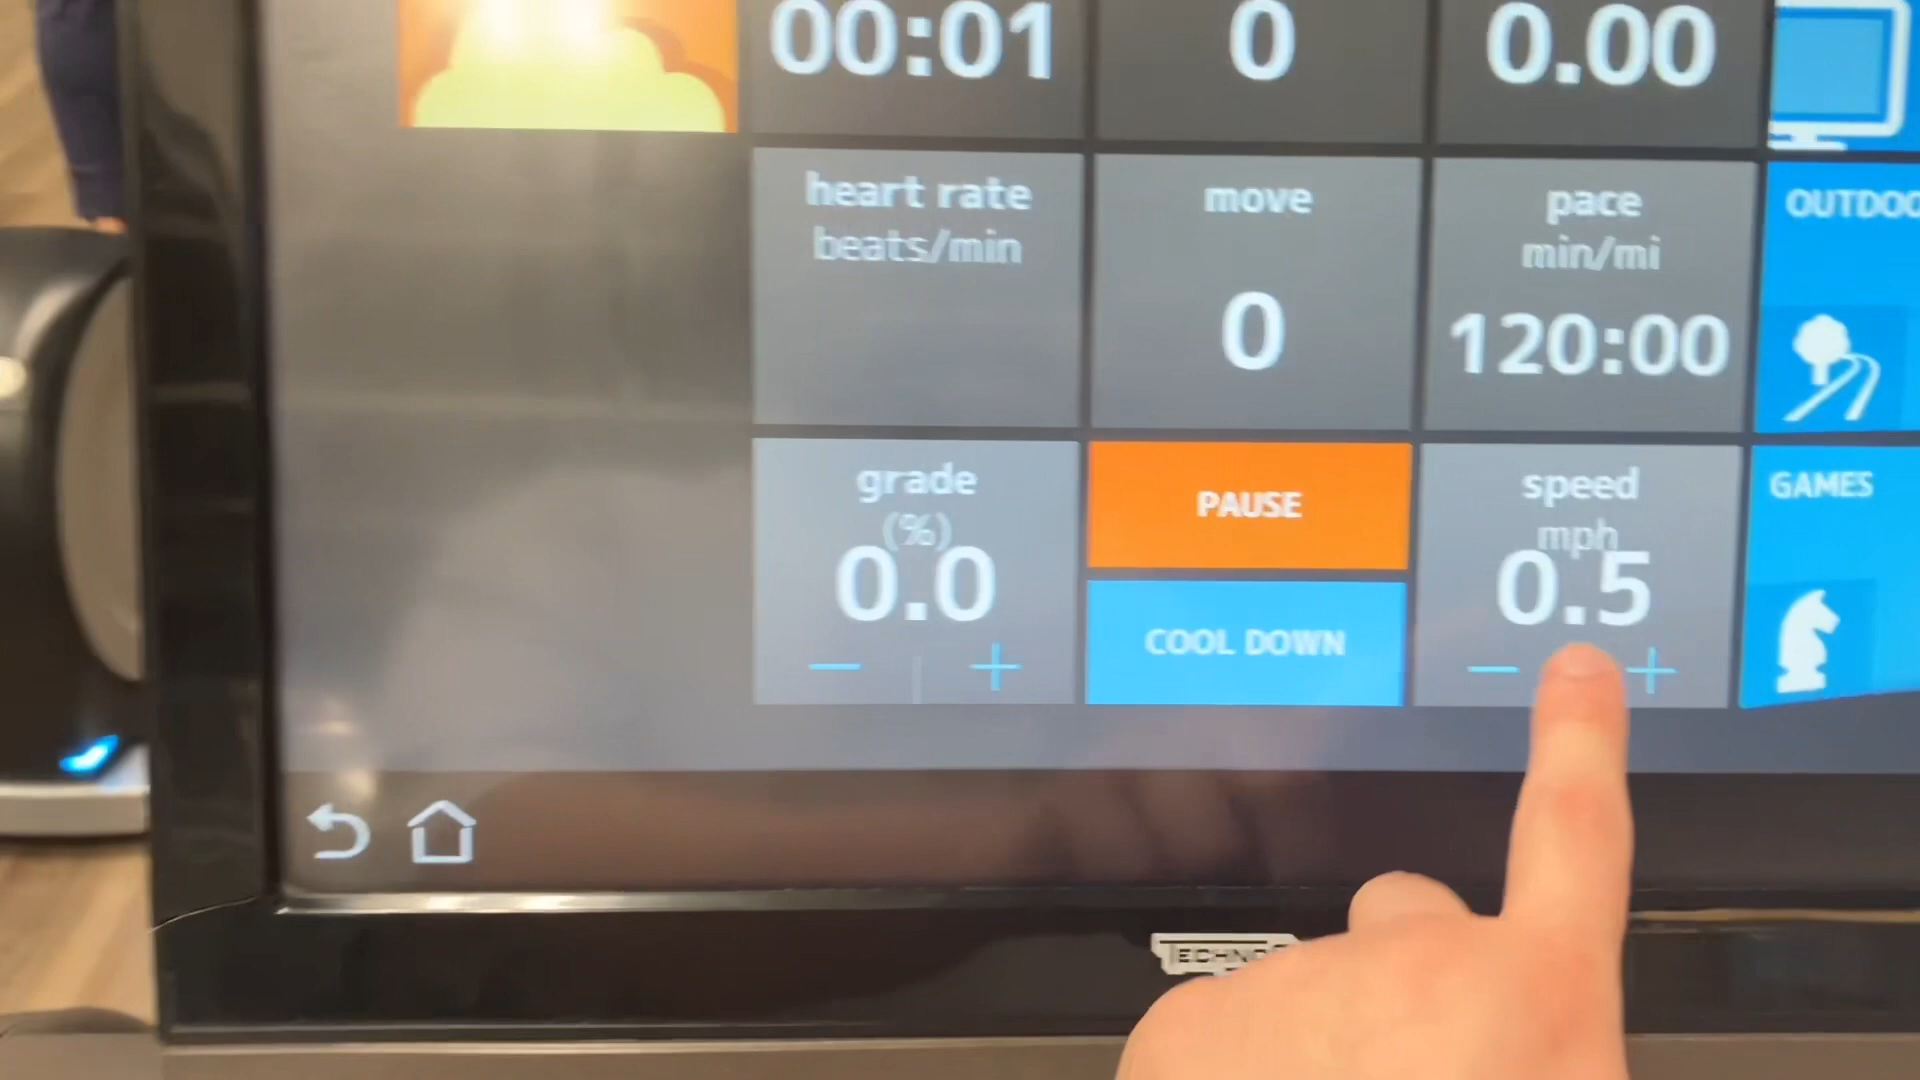 00:01
0
0.00
heart rate
beats/min
move
0
pace
min/mi
120:00
OUTDOO
grade
(%)
0.0
− +
PAUSE
COOL DOWN
speed
mph
0.5
− +
GAMES
TECHNOG